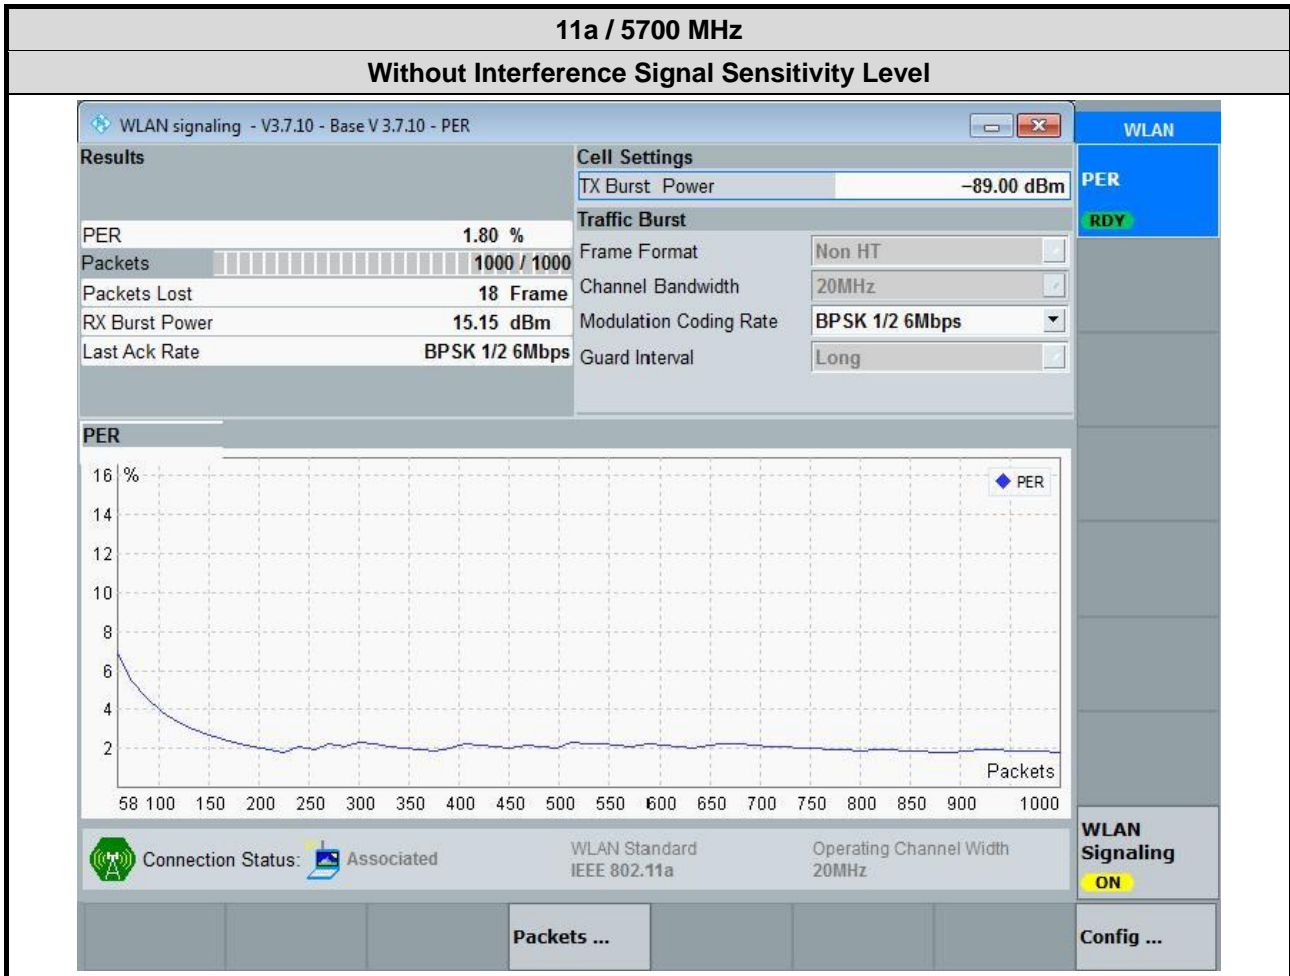 11a / 5700 MHz
Without Interference Signal Sensitivity Level
WLAN signaling - V3.7.10 - Base V 3.7.10 - PER
WLAN
Results
Cell Settings
TX Burst Power -89.00 dBm
PER
RDY
Traffic Burst
PER 1.80 %
Frame Format Non HT
Packets 1000 / 1000
Channel Bandwidth 20MHz
Packets Lost 18 Frame
RX Burst Power 15.15 dBm
Modulation Coding Rate BPSK 1/2 6Mbps
Last Ack Rate BPSK 1/2 6Mbps
Guard Interval Long
PER
16 %
PER
14
12
10
8
6
4
2
Packets
58 100 150 200 250 300 350 400 450 500 550 600 650 700 750 800 850 900 1000
Connection Status: Associated
WLAN Standard
IEEE 802.11a
Operating Channel Width
20MHz
WLAN
Signaling
ON
Packets ...
Config ...